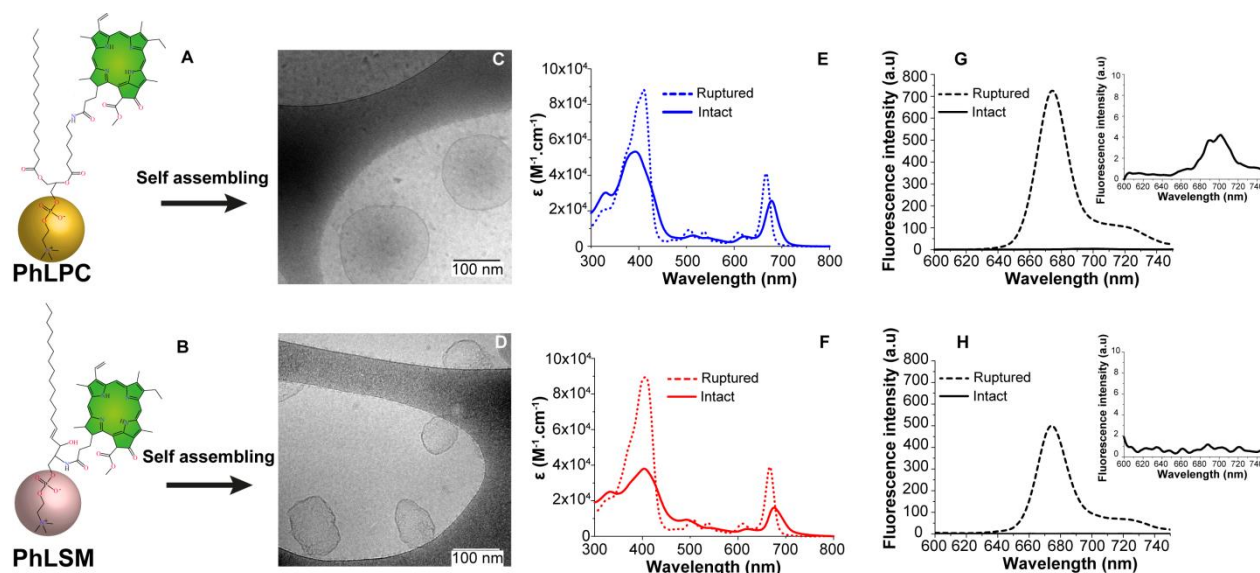 A
Self assembling
PhLPC
C
100 nm
E
ε (M⁻¹.cm⁻¹)
10x10⁴
8x10⁴
6x10⁴
4x10⁴
2x10⁴
0
Ruptured
Intact
300 400 500 600 700 800
Wavelength (nm)
G
Fluorescence intensity (a.u)
800
700
600
500
400
300
200
100
0
Ruptured
Intact
600 620 640 660 680 700 720 740
Wavelength (nm)
Fluorescence intensity (a.u)
10
8
6
4
2
0
600 620 640 660 680 700 720 740
Wavelength (nm)
B
Self assembling
PhLSM
D
100 nm
F
ε (M⁻¹.cm⁻¹)
10x10⁴
8x10⁴
6x10⁴
4x10⁴
2x10⁴
0
Ruptured
Intact
300 400 500 600 700 800
Wavelength (nm)
H
Fluorescence intensity (a.u)
800
700
600
500
400
300
200
100
0
Ruptured
Intact
600 620 640 660 680 700 720 740
Wavelength (nm)
Fluorescence intensity (a.u)
10
8
6
4
2
0
600 620 640 660 680 700 720 740
Wavelength (nm)